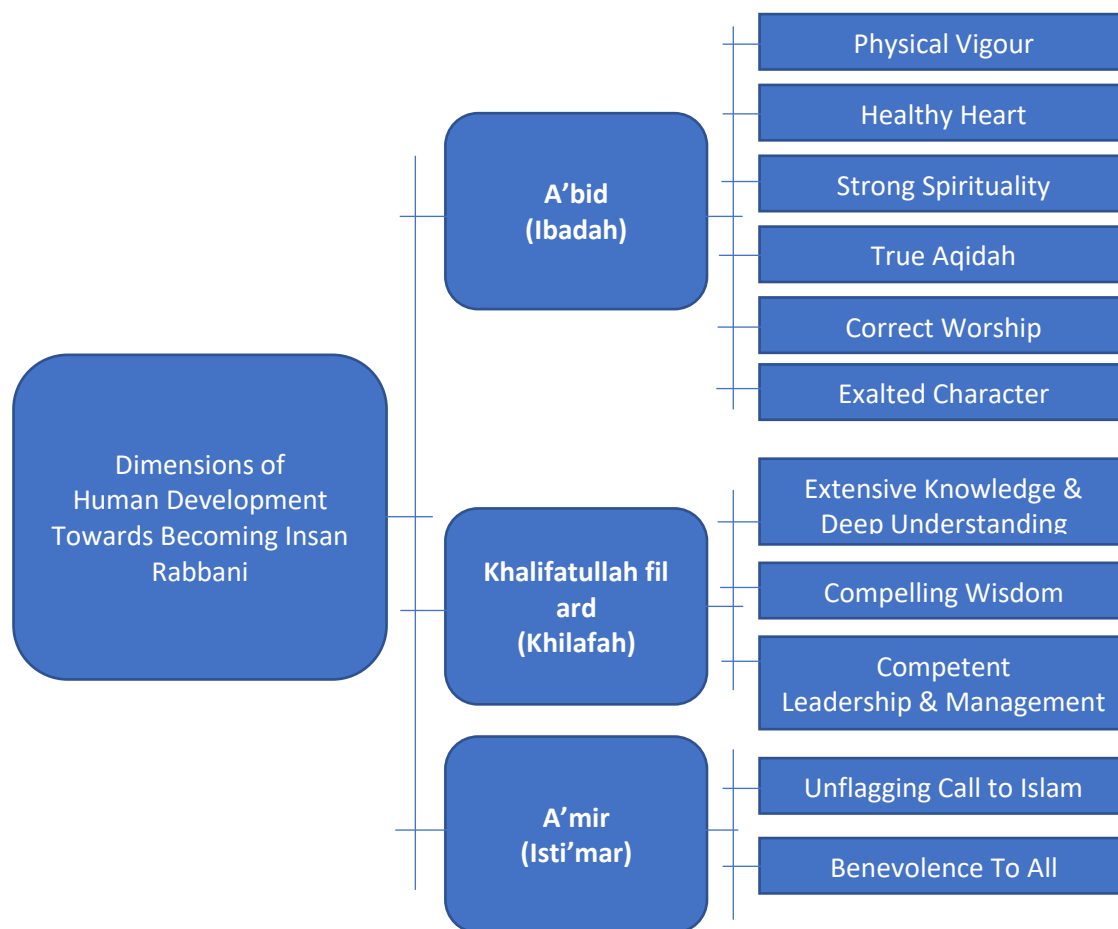 Dimensions of
Human Development
Towards Becoming Insan
Rabbani
A’bid
(Ibadah)
Physical Vigour
Healthy Heart
Strong Spirituality
True Aqidah
Correct Worship
Exalted Character
Khalifatullah fil
ard
(Khilafah)
Extensive Knowledge &
Deep Understanding
Compelling Wisdom
Competent
Leadership & Management
A’mir
(Isti’mar)
Unflagging Call to Islam
Benevolence To All